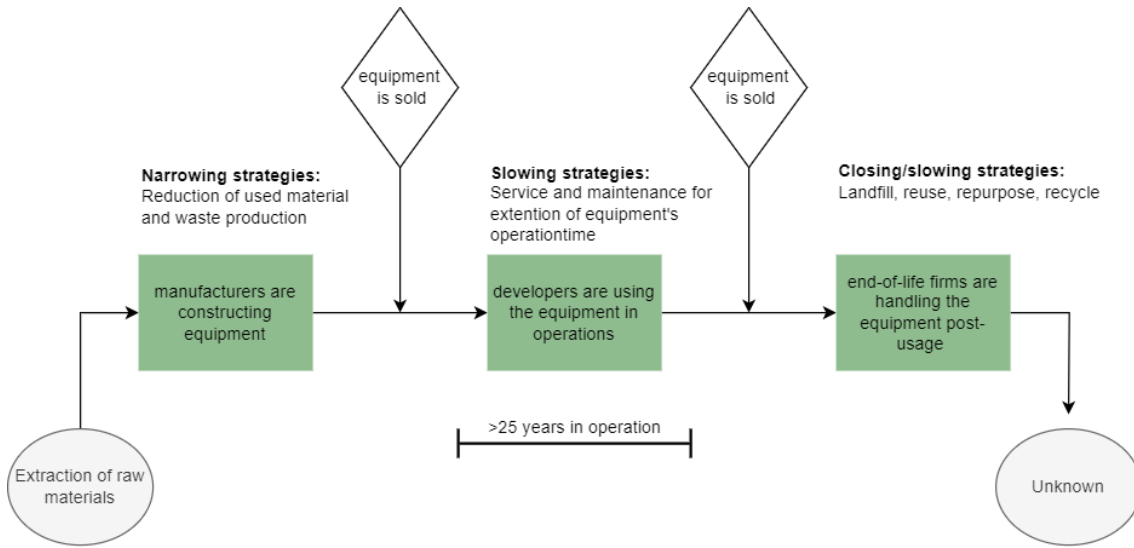 equipment
is sold
equipment
is sold
Narrowing strategies:
Reduction of used material
and waste production
Slowing strategies:
Service and maintenance for
extention of equipment's
operationtime
Closing/slowing strategies:
Landfill, reuse, repurpose, recycle
manufacturers are
constructing
equipment
developers are using
the equipment in
operations
end-of-life firms are
handling the
equipment post-
usage
>25 years in operation
Extraction of raw
materials
Unknown